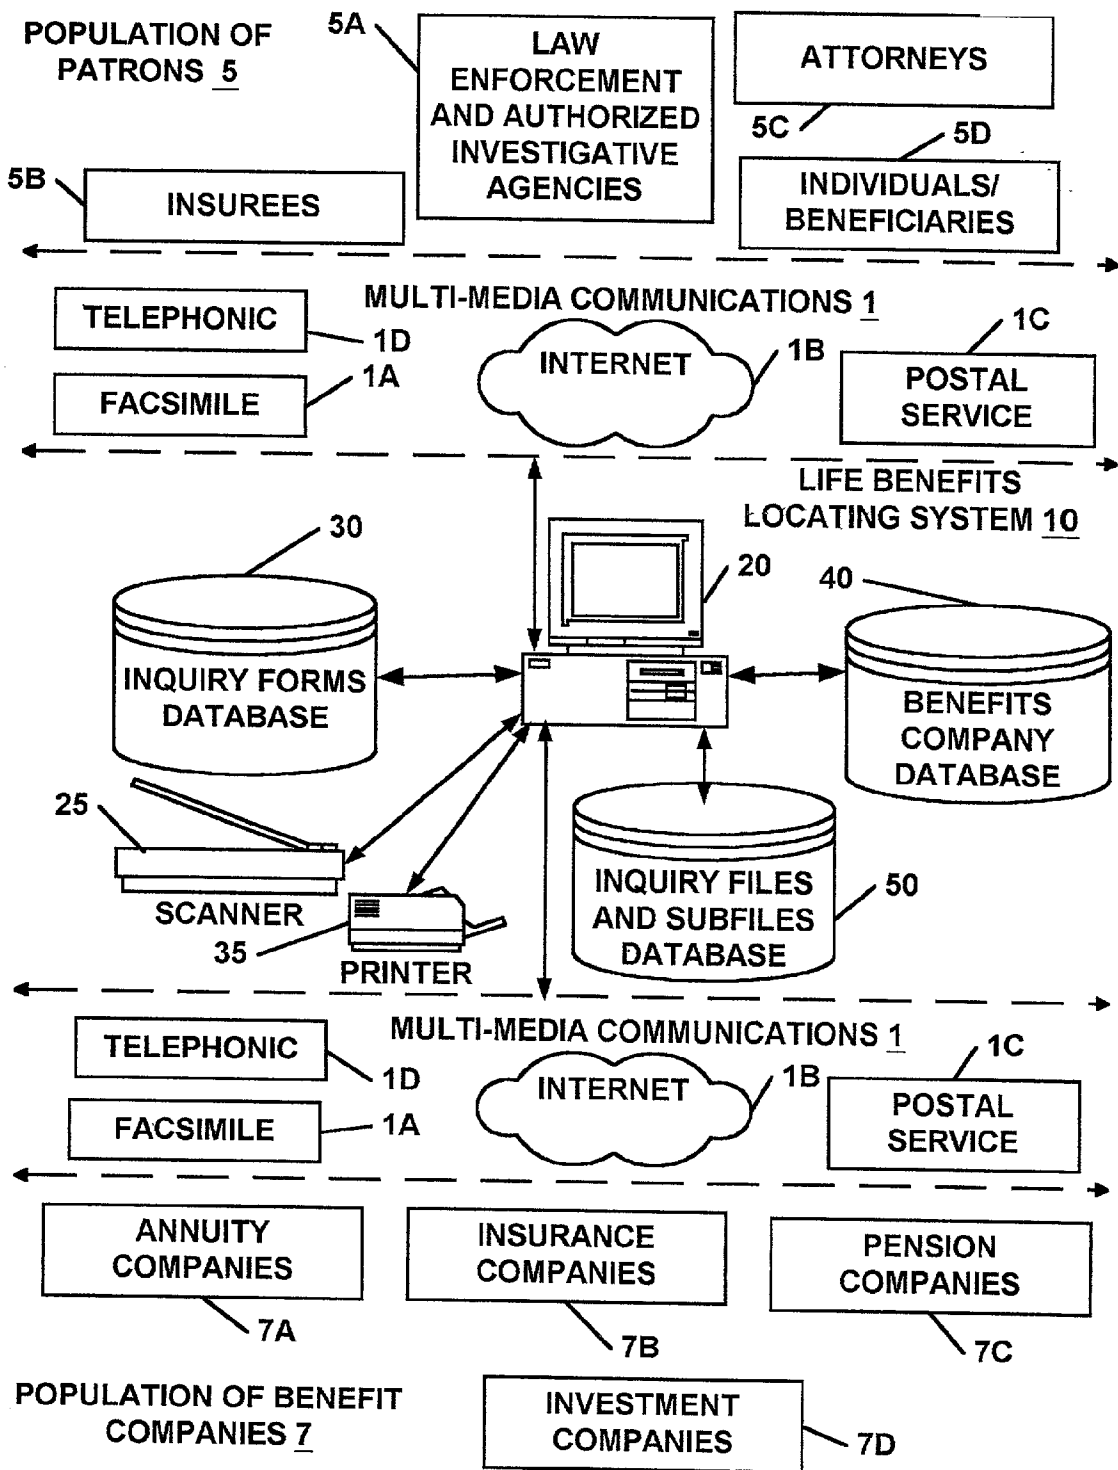 POPULATION OF
PATRONS 5
5A
LAW
ENFORCEMENT
AND AUTHORIZED
INVESTIGATIVE
AGENCIES
ATTORNEYS
5C
5D
5B
INSUREES
INDIVIDUALS/
BENEFICIARIES
MULTI-MEDIA COMMUNICATIONS 1
TELEPHONIC
1D
1A
FACSIMILE
INTERNET
1B
1C
POSTAL
SERVICE
LIFE BENEFITS
LOCATING SYSTEM 10
30
20
40
INQUIRY FORMS
DATABASE
BENEFITS
COMPANY
DATABASE
25
SCANNER
35
PRINTER
INQUIRY FILES
AND SUBFILES
DATABASE
50
MULTI-MEDIA COMMUNICATIONS 1
TELEPHONIC
1D
FACSIMILE
1A
INTERNET
1B
1C
POSTAL
SERVICE
ANNUITY
COMPANIES
7A
INSURANCE
COMPANIES
7B
PENSION
COMPANIES
7C
POPULATION OF BENEFIT
COMPANIES 7
INVESTMENT
COMPANIES
7D